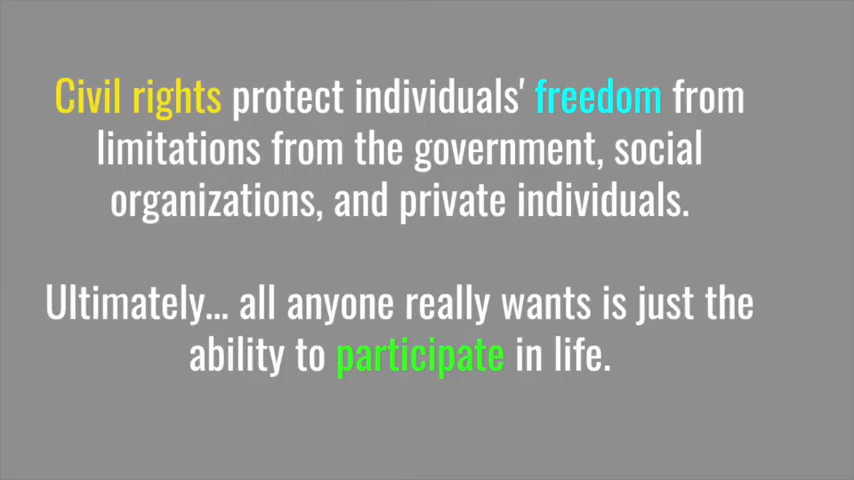 Civil rights protect individuals' freedom from
limitations from the government, social
organizations, and private individuals.
Ultimately... all anyone really wants is just the
ability to participate in life.